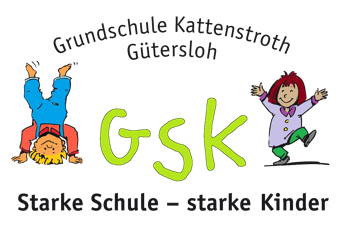 Grundschule Kattenstroth
Gütersloh
GSK
Starke Schule – starke Kinder